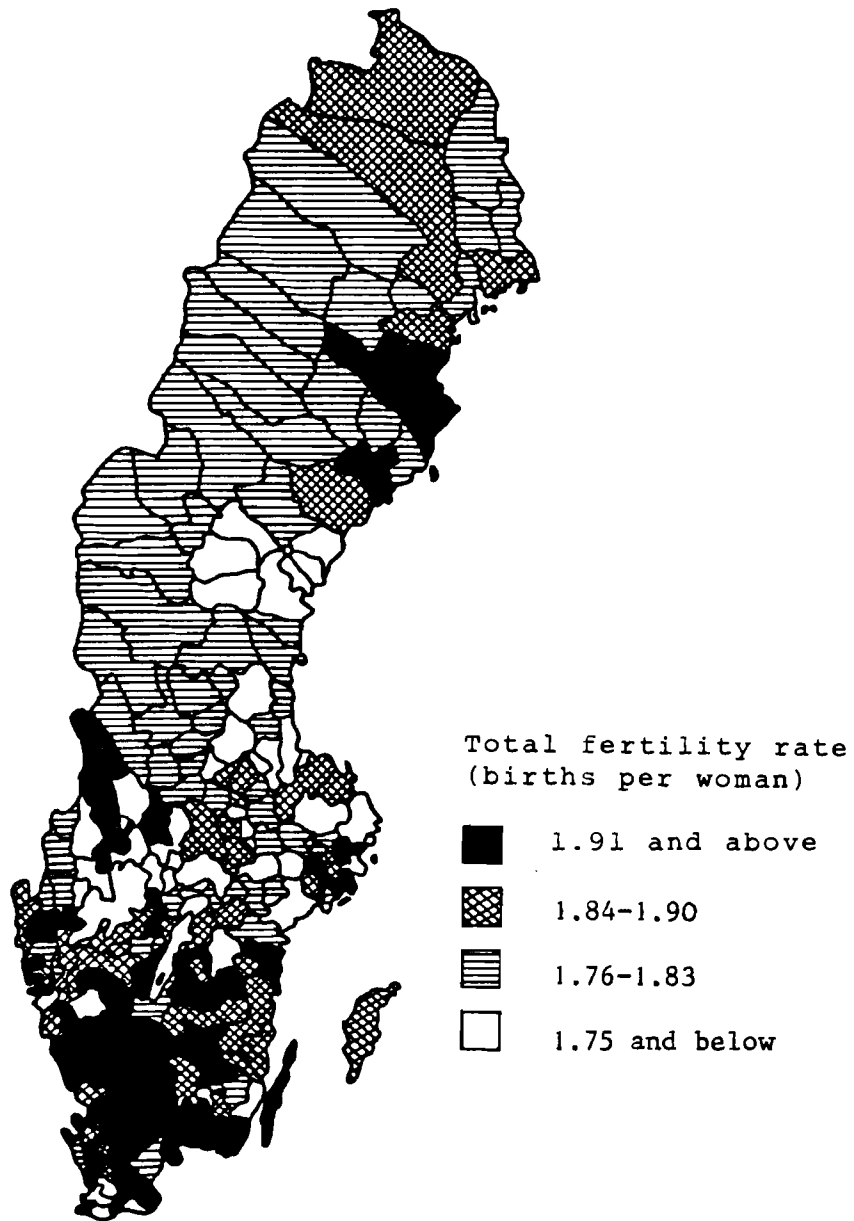 Total fertility rate
(births per woman)
1.91 and above
1.84-1.90
1.76-1.83
1.75 and below